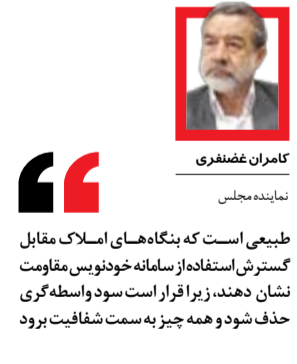 کامران غضنفری
نماینده مجلس
طبیعی است که بنگاه‌های املاک مقابل
گسترش استفاده از سامانه خودنویس مقاومت
نشان دهند، زیرا قرار است سود واسطه‌گری
حذف شود و همه چیز به سمت شفافیت برود